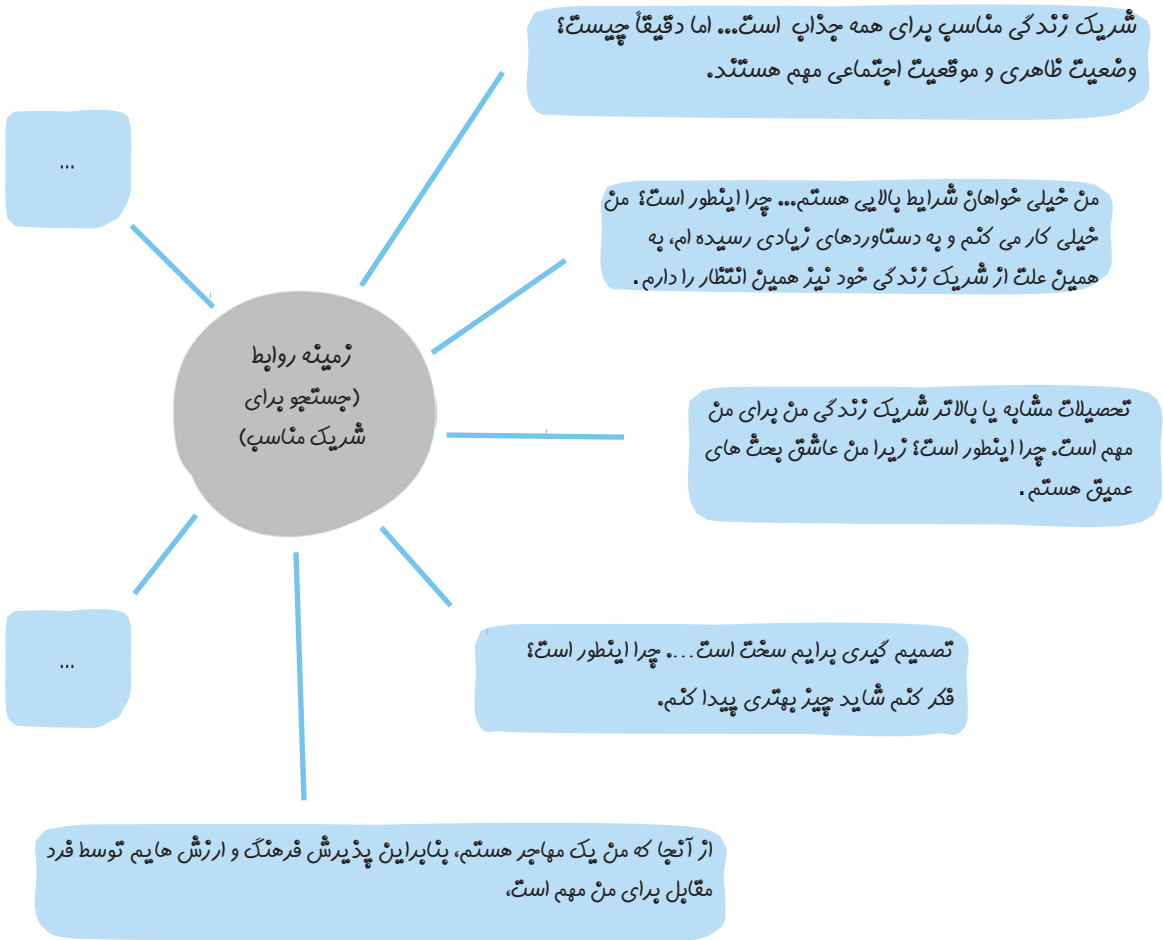 شریک زندگی مناسب برای همه جذاب است... اما دقیقاً چیست؟
وضعیت ظاهری و موقعیت اجتماعی مهم هستند.
...
من خیلی خواهان شرایط بالایی هستم... چرا اینطور است؟ من
خیلی کار می کنم و به دستاوردهای زیادی رسیده ام، به
همین علت از شریک زندگی خود نیز همین انتظار را دارم.
زمینه روابط
(جستجو برای
شریک مناسب)
تحصیلات مشابه یا بالاتر شریک زندگی من برای من
مهم است. چرا اینطور است؟ زیرا من عاشق بحث های
عمیق هستم.
تصمیم گیری برایم سخت است.... چرا اینطور است؟
فکر کنم شاید چیز بهتری پیدا کنم.
...
از آنجا که من یک مهاجر هستم، بنابراین پذیرش فرهنگ و ارزش هایم توسط فرد
مقابل برای من مهم است،